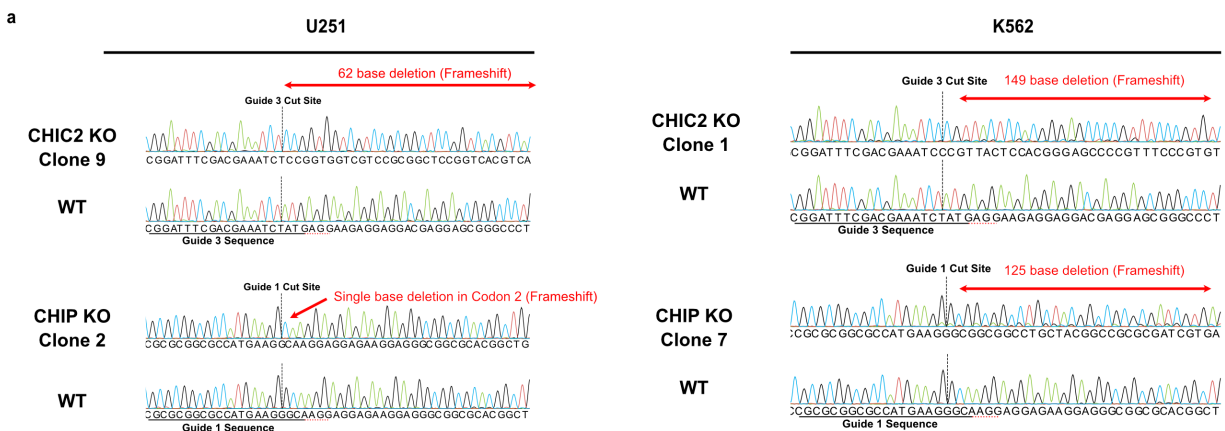 a
U251
K562
62 base deletion (Frameshift)
Guide 3 Cut Site
CHIC2 KO
Clone 9
CGGATTTCGACGAAATCTCCGGTGGTCGTCCGCGGCTCCGGTCACGTCA
WT
CGGATTTCGACGAAATCTATGAGGAAGAGGAGGACGAGGAGCGGGCCCT
Guide 3 Sequence
Guide 1 Cut Site
Single base deletion in Codon 2 (Frameshift)
CHIP KO
Clone 2
CGCGCGGCGCCATGAAGGCAAGGAGGAGAAGGAGGGCGGCGCACGGCTG
WT
CGCGCGGCGCCATGAAGGGCAAGGAGGAGAAGGAGGGCGGCGCACGGCT
Guide 1 Sequence
Guide 3 Cut Site
149 base deletion (Frameshift)
CHIC2 KO
Clone 1
CGGATTTCGACGAAATCCCGTTACTCCACGGGAGCCCCGTTTCCCGTGT
WT
CGGATTTCGACGAAATCTATGAGGAAGAGGAGGACGAGGAGCGGGCCCT
Guide 3 Sequence
Guide 1 Cut Site
125 base deletion (Frameshift)
CHIP KO
Clone 7
CCGCGCGGCGCCATGAAGGGCGGCGGCCTGCTACGGCCGCGCGATCGTGA
WT
CCGCGCGGCGCCATGAAGGGCAAGGAGGAGAAGGAGGGCGGCGCACGGCT
Guide 1 Sequence